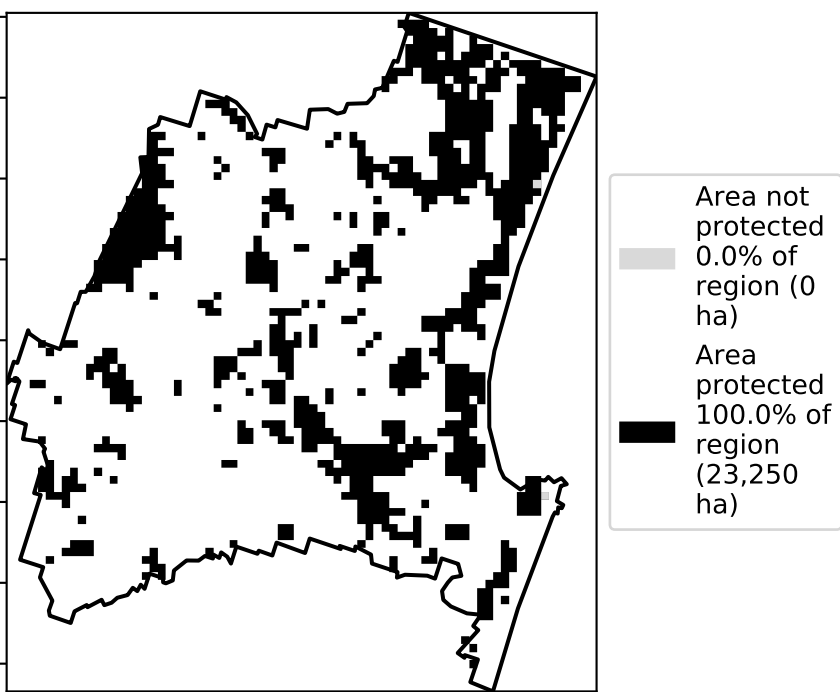 Area not
protected
0.0% of
region (0
ha)
Area
protected
100.0% of
region
(23,250
ha)